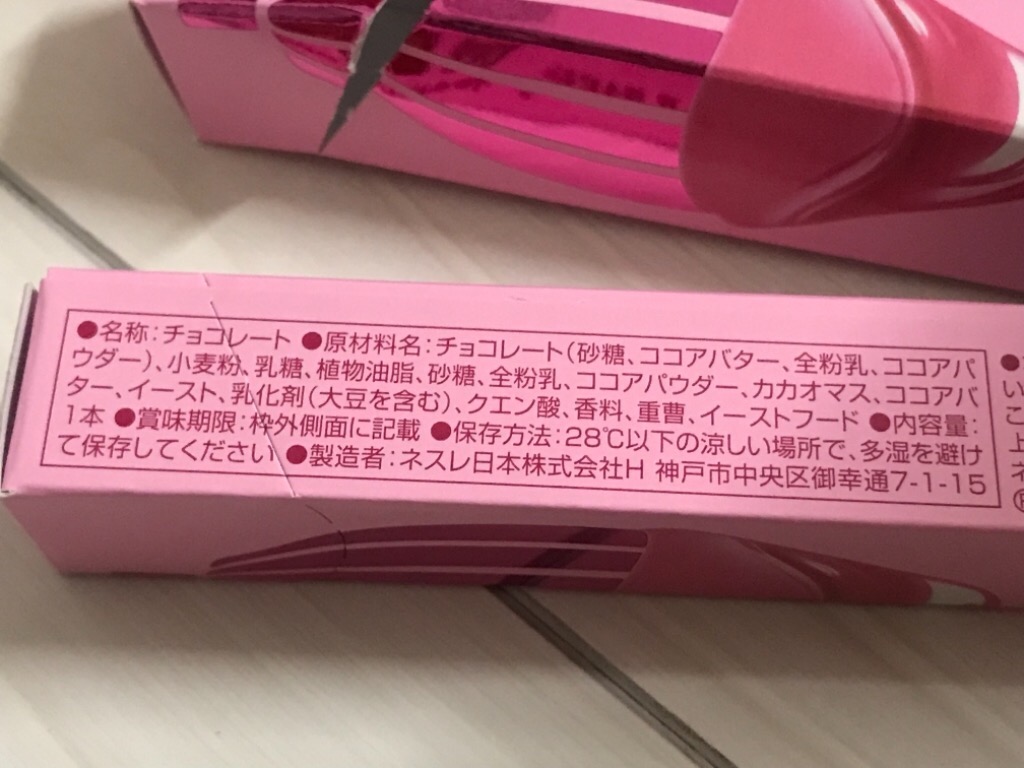 ●名称:チョコレート ●原材料名:チョコレート(砂糖、ココアバター、全粉乳、ココアパ
ウダー)、小麦粉、乳糖、植物油脂、砂糖、全粉乳、ココアパウダー、カカオマス、ココアバ
ター、イースト、乳化剤(大豆を含む)、クエン酸、香料、重曹、イーストフード ●内容量:
1本 ●賞味期限:枠外側面に記載 ●保存方法:28℃以下の涼しい場所で、多湿を避け
て保存してください ●製造者:ネスレ日本株式会社H 神戸市中央区御幸通7-1-15
●
い
こ
上
ネ